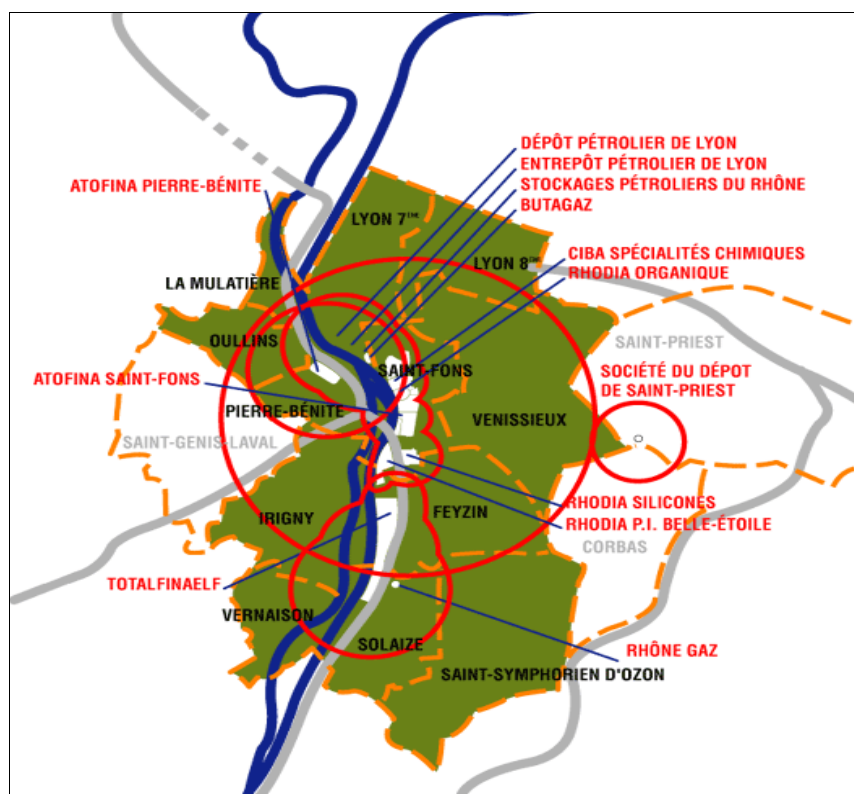 DÉPÔT PÉTROLIER DE LYON
ENTREPÔT PÉTROLIER DE LYON
ATOFINA PIERRE-BÉNITE
STOCKAGES PÉTROLIERS DU RHÔNE
BUTAGAZ
LYON 7ÈME
CIBA SPÉCIALITÉS CHIMIQUES
LYON 8ÈME
RHODIA ORGANIQUE
LA MULATIÈRE
OULLINS
SAINT-PRIEST
SAINT-FONS
SOCIÉTÉ DU DÉPOT
DE SAINT-PRIEST
ATOFINA SAINT-FONS
PIERRE-BÉNITE
VENISSIEUX
SAINT-GENIS-LAVAL
RHODIA SILICONES
IRIGNY
FEYZIN
RHODIA P.I. BELLE-ÉTOILE
CORBAS
TOTALFINAELF
VERNAISON
SOLAIZE
RHÔNE GAZ
SAINT-SYMPHORIEN D'OZON